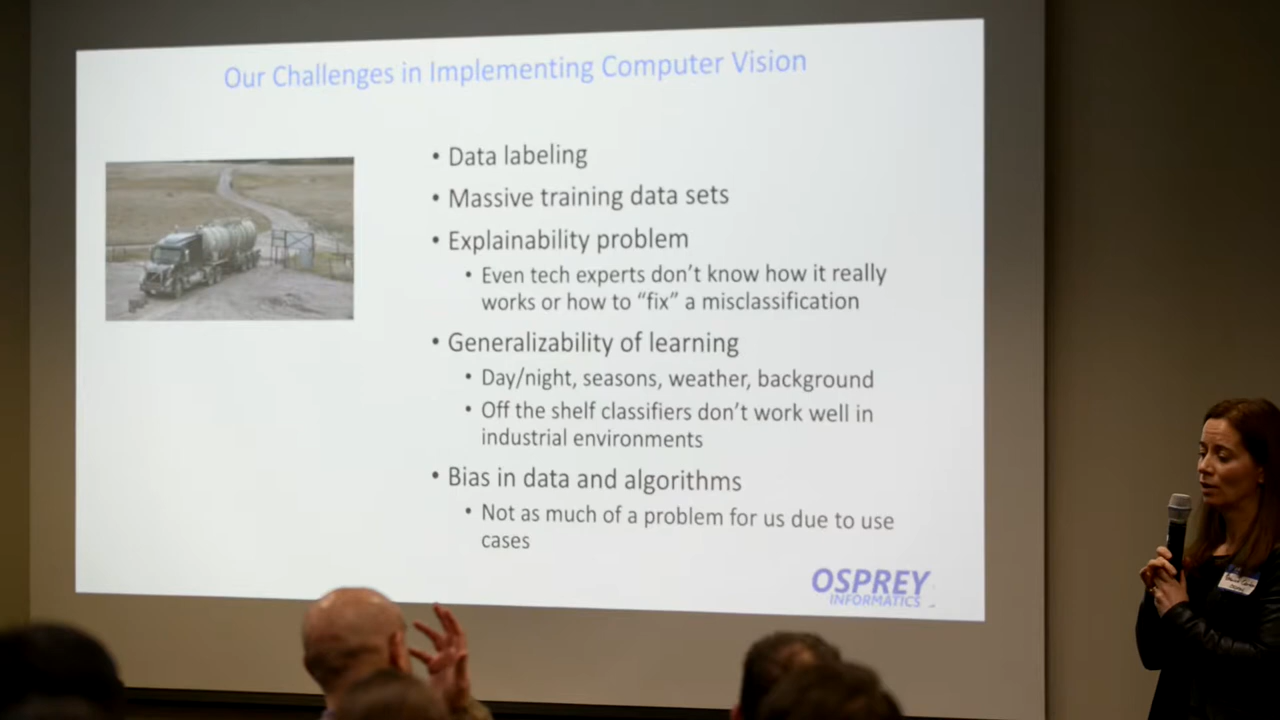 Our Challenges in Implementing Computer Vision
• Data labeling
• Massive training data sets
• Explainability problem
• Even tech experts don't know how it really
works or how to "fix" a misclassification
• Generalizability of learning
• Day/night, seasons, weather, background
• Off the shelf classifiers don't work well in
industrial environments
• Bias in data and algorithms
• Not as much of a problem for us due to use
cases
OSPREY
INFORMATICS